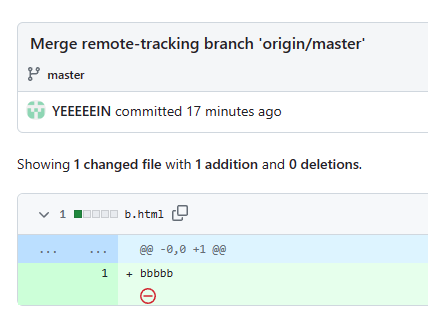 Merge remote-tracking branch 'origin/master'
master
YEEEEEIN committed 17 minutes ago
Showing 1 changed file with 1 addition and 0 deletions.
1 b.html
... ... @@ -0,0 +1 @@
1 + bbbbb